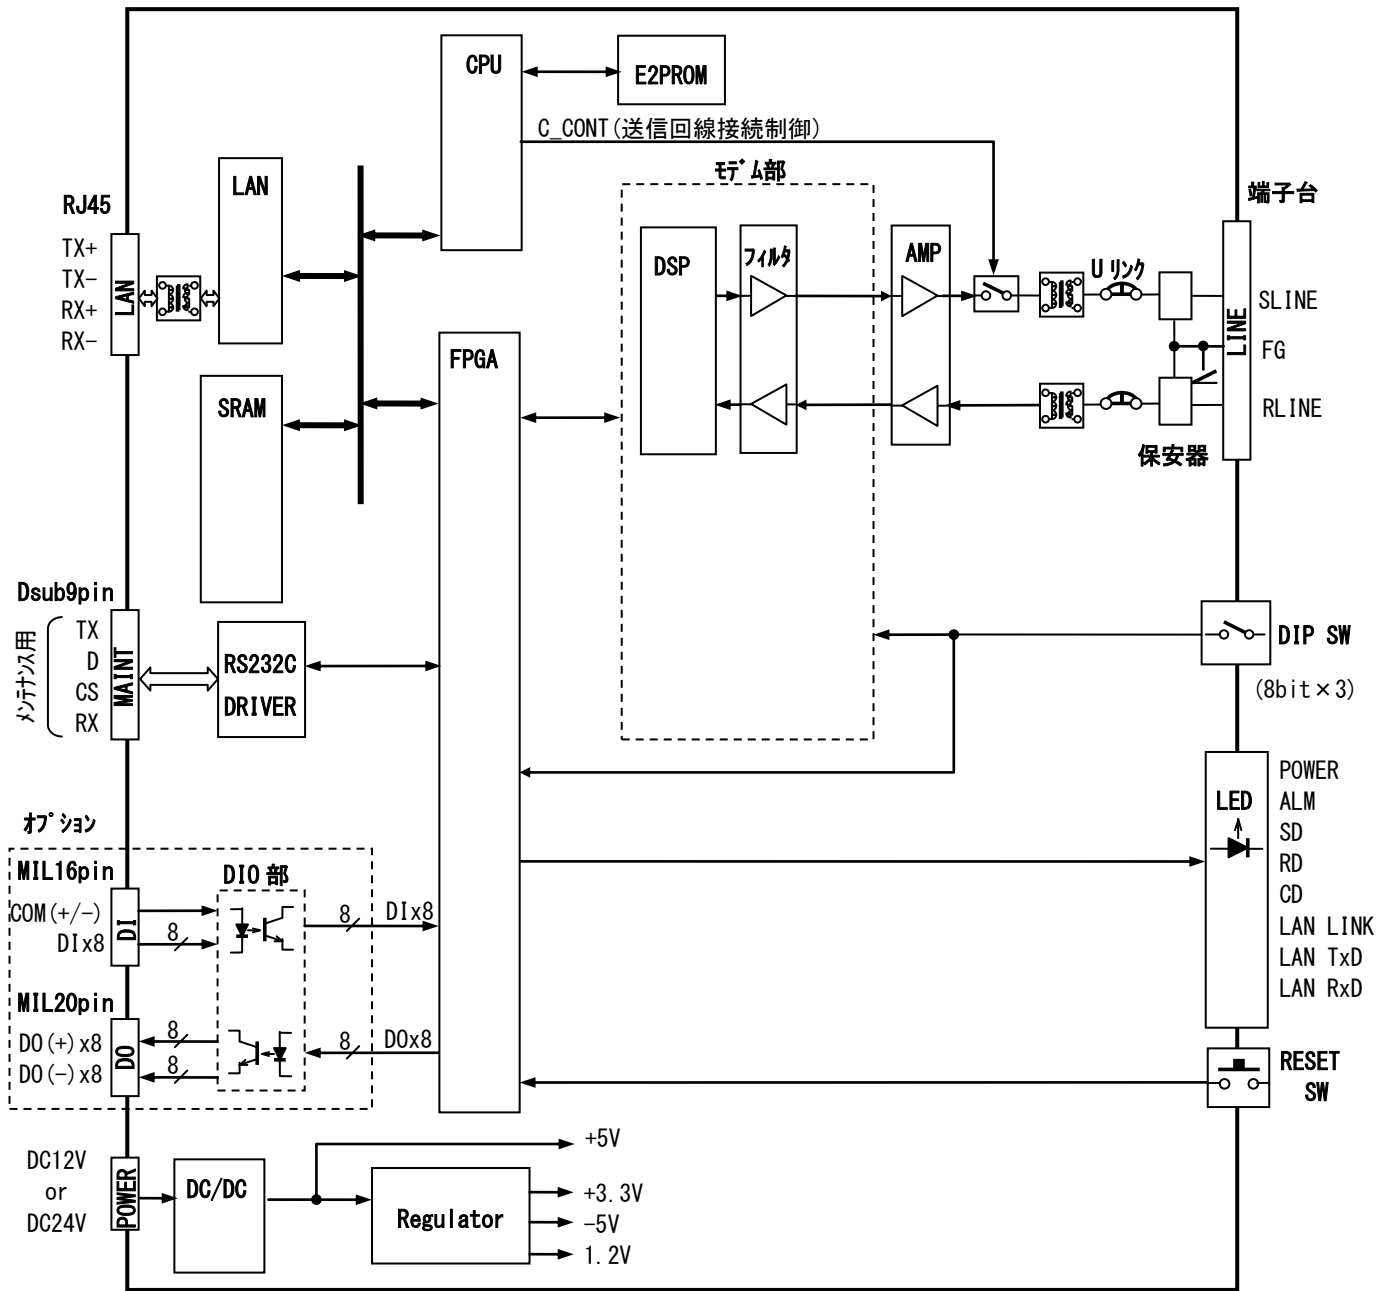 CPU
E2PROM
C_CONT(送信回線接続制御)
ﾓﾃﾞﾑ部
端子台
RJ45
TX+
TX-
RX+
RX-
LAN
LAN
DSP
ﾌｨﾙﾀ
AMP
U ﾘﾝｸ
LINE
SLINE
FG
RLINE
保安器
SRAM
FPGA
Dsub9pin
ﾒﾝﾃﾅﾝｽ用
TX
D
CS
RX
MAINT
RS232C
DRIVER
DIP SW
(8bit×3)
LED
POWER
ALM
SD
RD
CD
LAN LINK
LAN TxD
LAN RxD
ｵﾌﾟｼｮﾝ
MIL16pin
COM(+/-)
DIx8
DI
8
DIO 部
8
DIx8
MIL20pin
DO(+)x8
DO(-)x8
DO
8
8
8
DOx8
RESET
SW
DC12V
or
DC24V
POWER
DC/DC
Regulator
+5V
+3.3V
-5V
1.2V